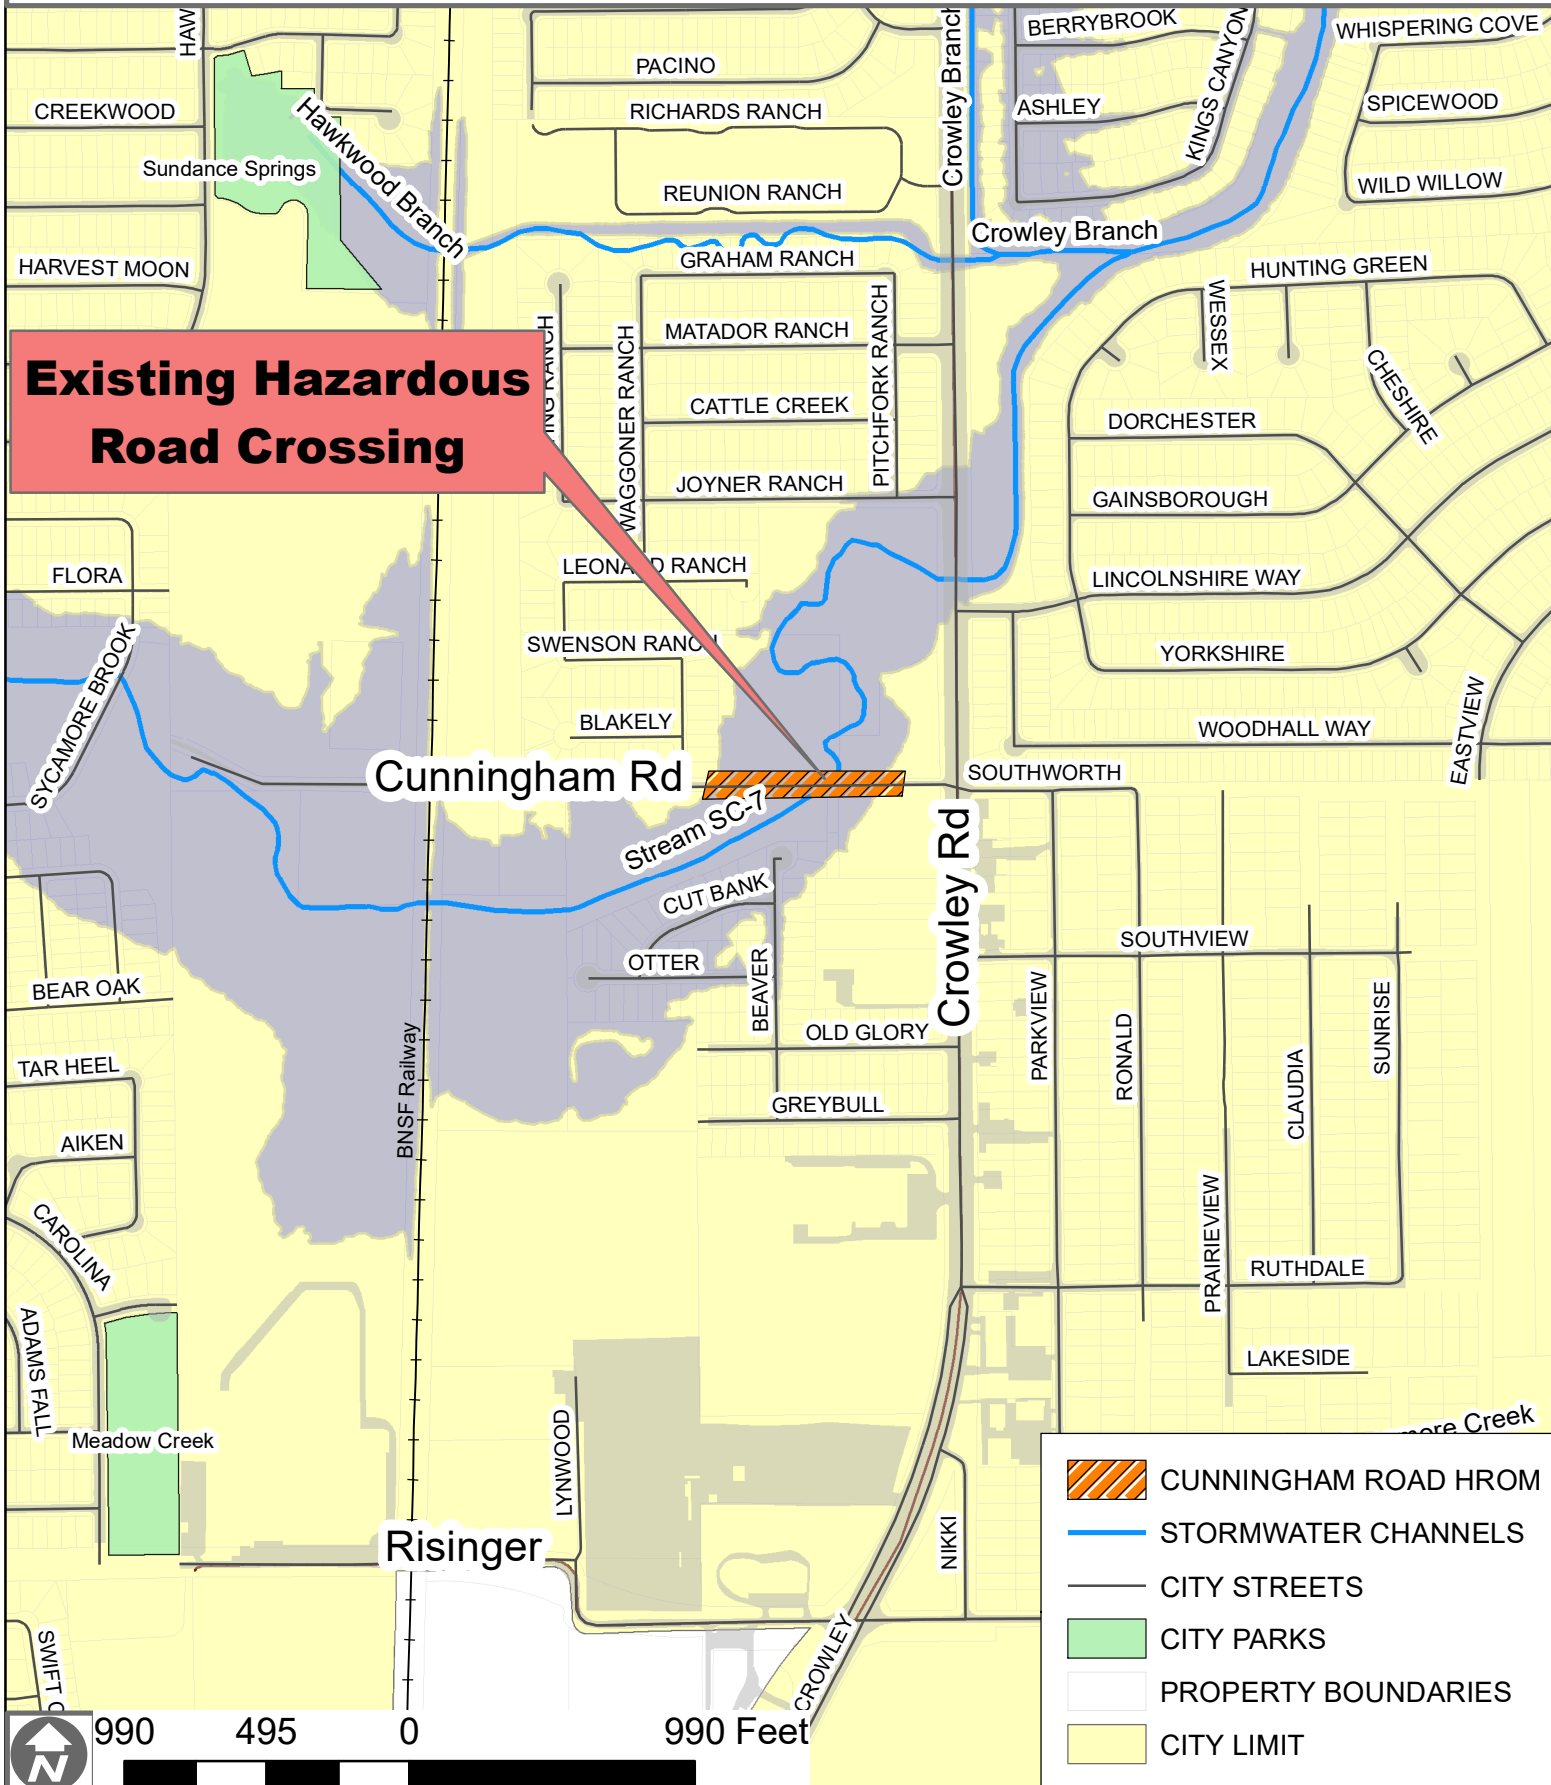 HAW
PACINO
Crowley Branch
BERRYBROOK
KINGS CANYON
WHISPERING COVE
CREEKWOOD
Hawkwood Branch
RICHARDS RANCH
ASHLEY
SPICEWOOD
Sundance Springs
REUNION RANCH
WILD WILLOW
Crowley Branch
HARVEST MOON
GRAHAM RANCH
HUNTING GREEN
WESSEX
MATADOR RANCH
PITCHFORK RANCH
WAGGONER RANCH
RANCH
Existing Hazardous
Road Crossing
CHESHIRE
CATTLE CREEK
DORCHESTER
JOYNER RANCH
GAINSBOROUGH
FLORA
LEONARD RANCH
LINCOLNSHIRE WAY
SYCAMORE BROOK
SWENSON RANCH
YORKSHIRE
BLAKELY
WOODHALL WAY
EASTVIEW
Cunningham Rd
SOUTHWORTH
Stream SC-7
Crowley Rd
CUT BANK
OTTER
BEAVER
SOUTHVIEW
BEAR OAK
PARKVIEW
RONALD
SUNRISE
OLD GLORY
BNSF Railway
TAR HEEL
CLAUDIA
GREYBULL
AIKEN
PRAIRIEVIEW
CAROLINA
RUTHDALE
ADAMS FALL
LAKESIDE
Meadow Creek
LYNWOOD
more Creek
NIKKI
Risinger
CROWLEY
SWIFT C
CUNNINGHAM ROAD HROM
STORMWATER CHANNELS
CITY STREETS
CITY PARKS
PROPERTY BOUNDARIES
CITY LIMIT
N
990 495 0 990 Feet